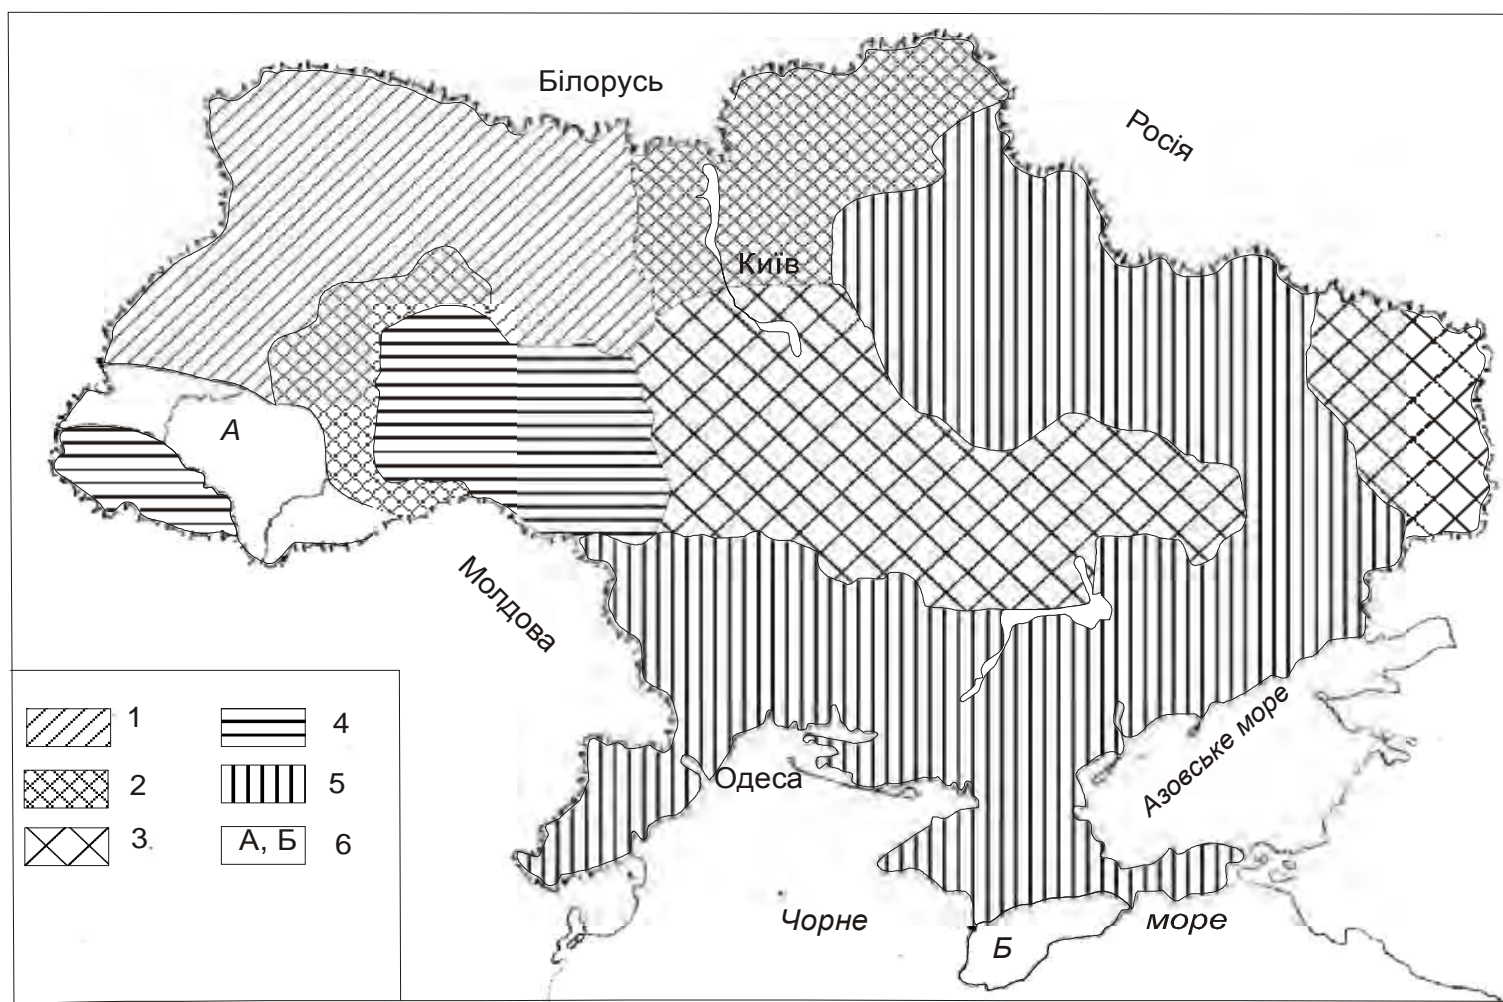 Білорусь
Росія
Київ
А
Молдова
Азовське море
Одеса
Чорне
море
Б
1
4
2
5
3
А, Б
6